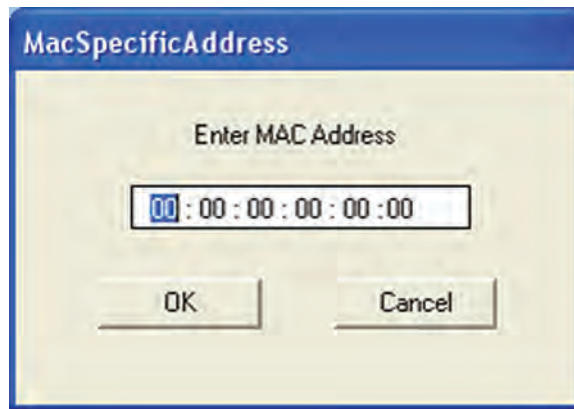 MacSpecificAddress
Enter MAC Address
00 : 00 : 00 : 00 : 00 :00
OK Cancel